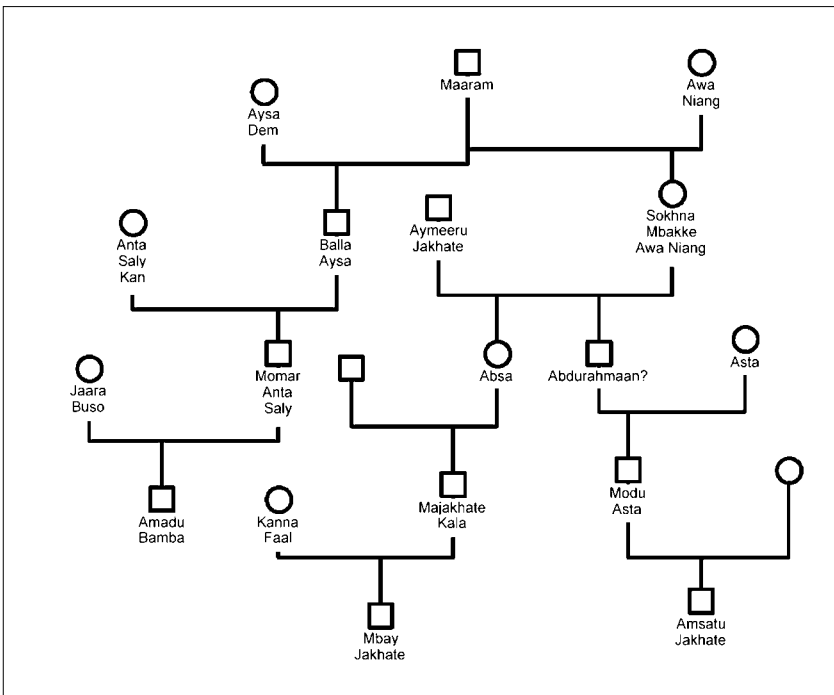 Maaram
Awa
Niang
Aysa
Dem
Anta
Saly
Kan
Balla
Aysa
Aymeeru
Jakhate
Sokhna
Mbakke
Awa Niang
Jaara
Buso
Momar
Anta
Saly
Absa
Abdurahmaan?
Asta
Amadu
Bamba
Kanna
Faal
Majakhate
Kala
Modu
Asta
Mbay
Jakhate
Amsatu
Jakhate